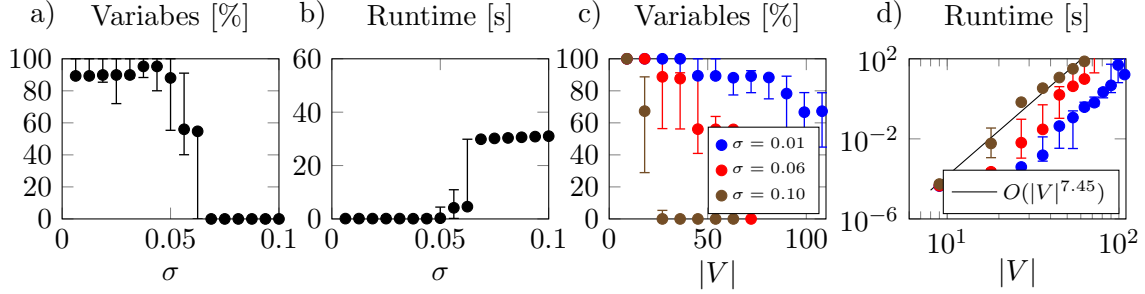 a) Variabes [%]
100
80
60
40
20
0
0 0.05 0.1
σ
b) Runtime [s]
60
40
20
0
0 0.05 0.1
σ
c) Variables [%]
100
80
60
40
20
0
0 50 100
|V|
σ = 0.01
σ = 0.06
σ = 0.10
d) Runtime [s]
10^2
10^−2
10^−6
10^1 10^2
|V|
O(|V|^7.45)